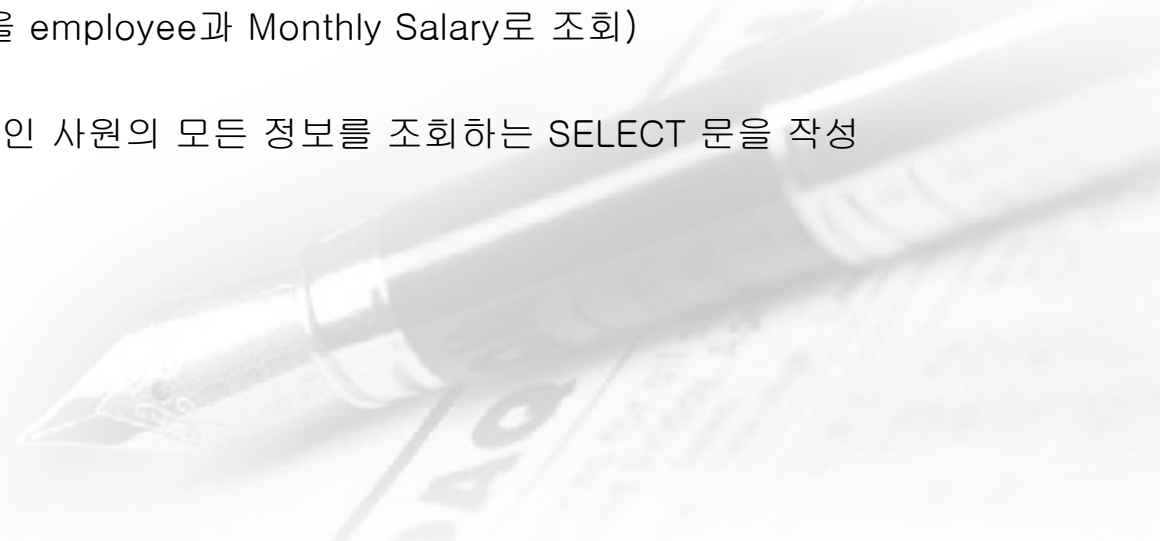 을 employee과 Monthly Salary로 조회)
인 사원의 모든 정보를 조회하는 SELECT 문을 작성